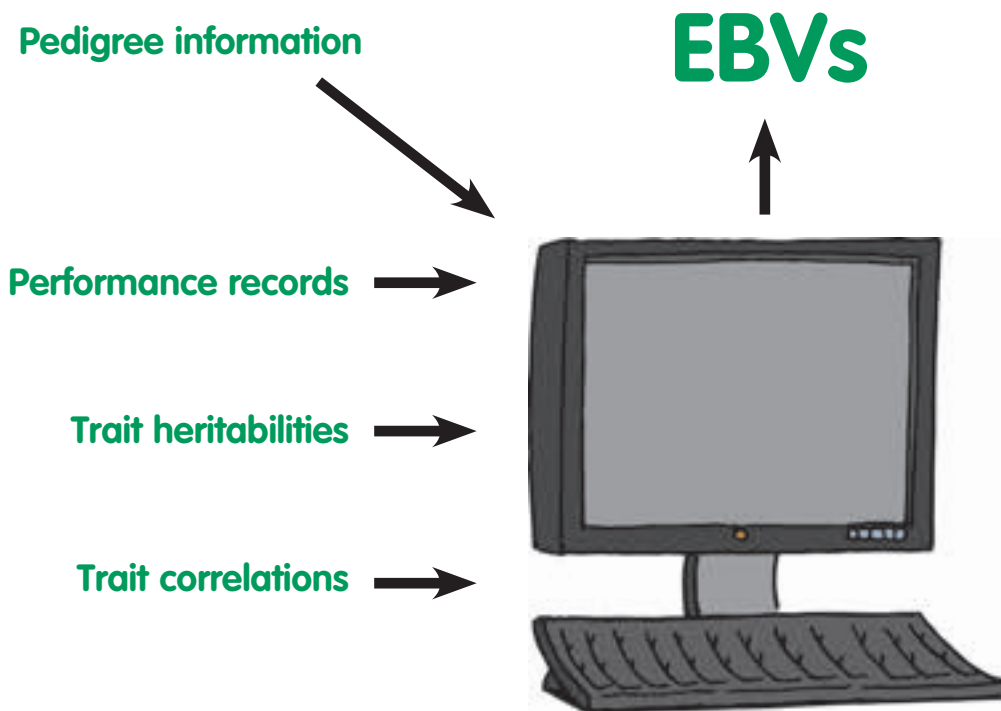 Pedigree information
EBVs
Performance records
Trait heritabilities
Trait correlations